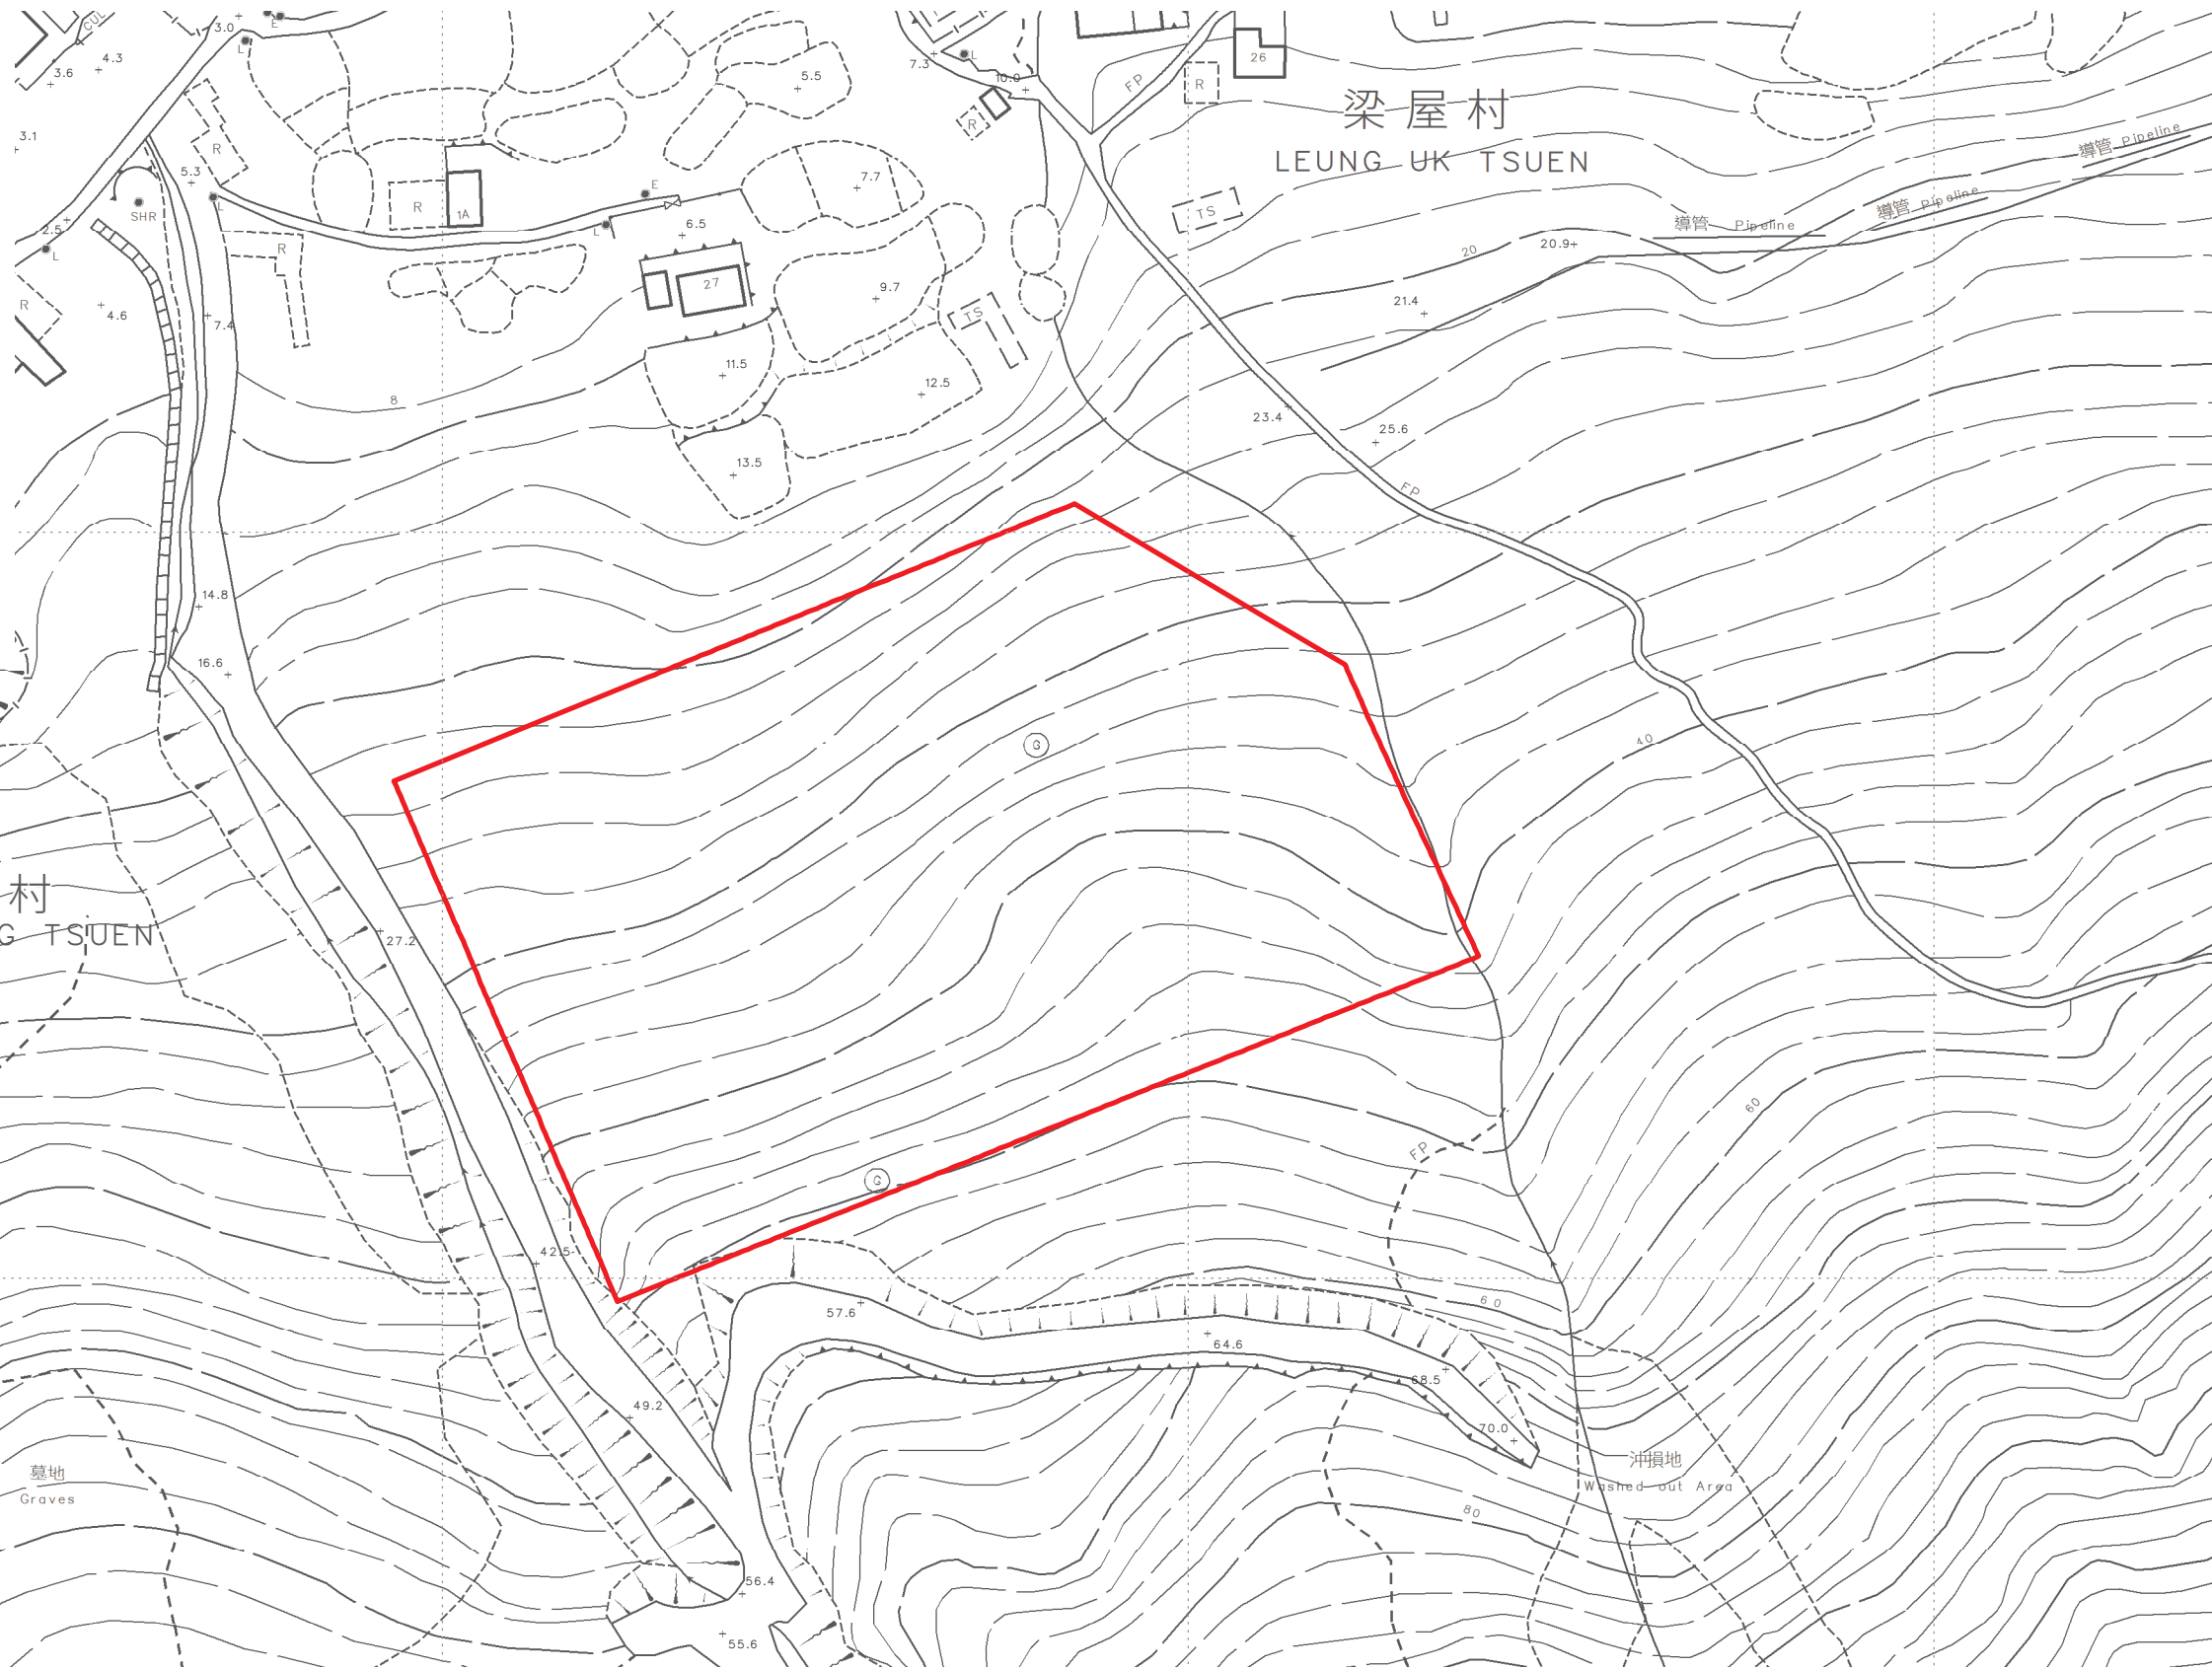 CUL
3.0
E
L
4.3
3.6
5.5
7.3
L
10.0
FP
26
R
梁屋村
LEUNG UK TSUEN
3.1
R
R
導管 Pipeline
5.3
L
SHR
R
1A
E
7.7
TS
導管 Pipeline
2.5
L
R
L
6.5
20
20.9
導管 Pipeline
27
9.7
R
4.6
7.4
TS
21.4
11.5
12.5
8
23.4
25.6
13.5
FP
14.8
16.6
G
40
村
G TSUEN
27.2
60
FP
G
42.5
57.6
60
64.6
68.5
49.2
70.0
沖損地
Washed-out Area
墓地
Graves
80
56.4
55.6